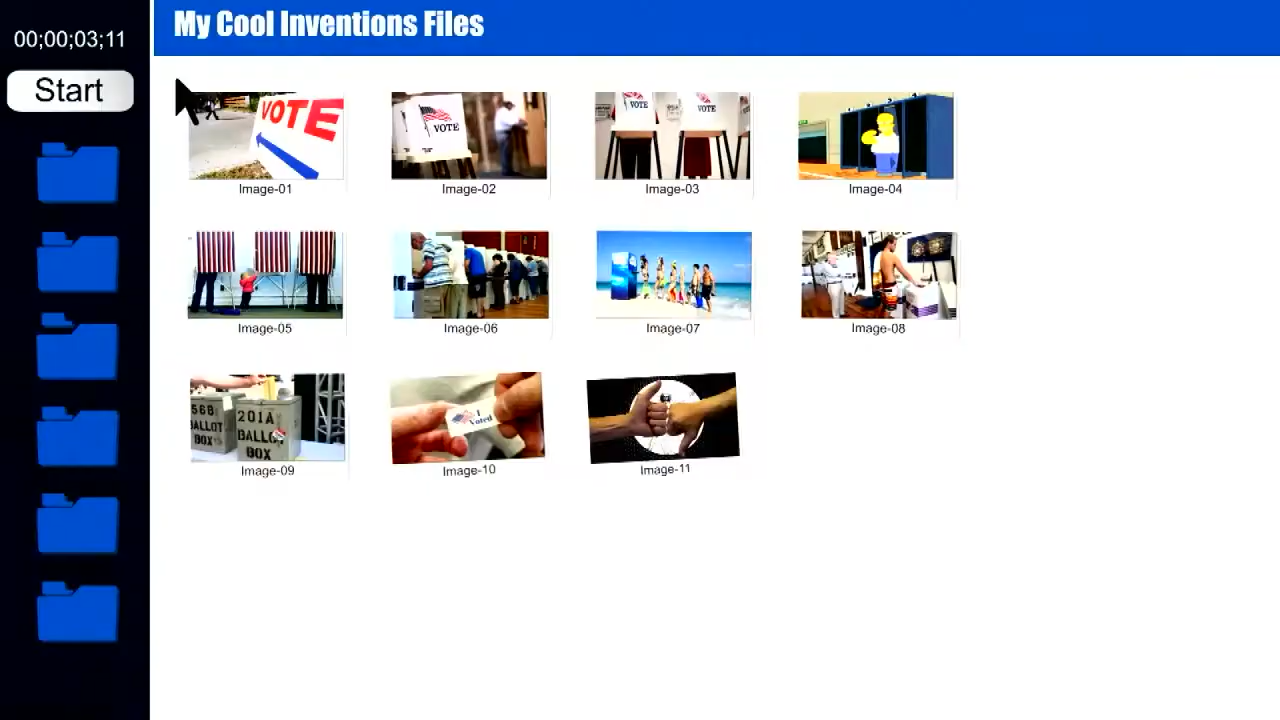 My Cool Inventions Files
00;00;03;11
Start
VOTE
VOTE
VOTE
VOTE
Image-01
Image-02
Image-03
Image-04
Image-05
Image-06
Image-07
Image-08
56B
BALLOT
BOX
201A
BALLOT
BOX
I
Voted
Image-09
Image-10
Image-11